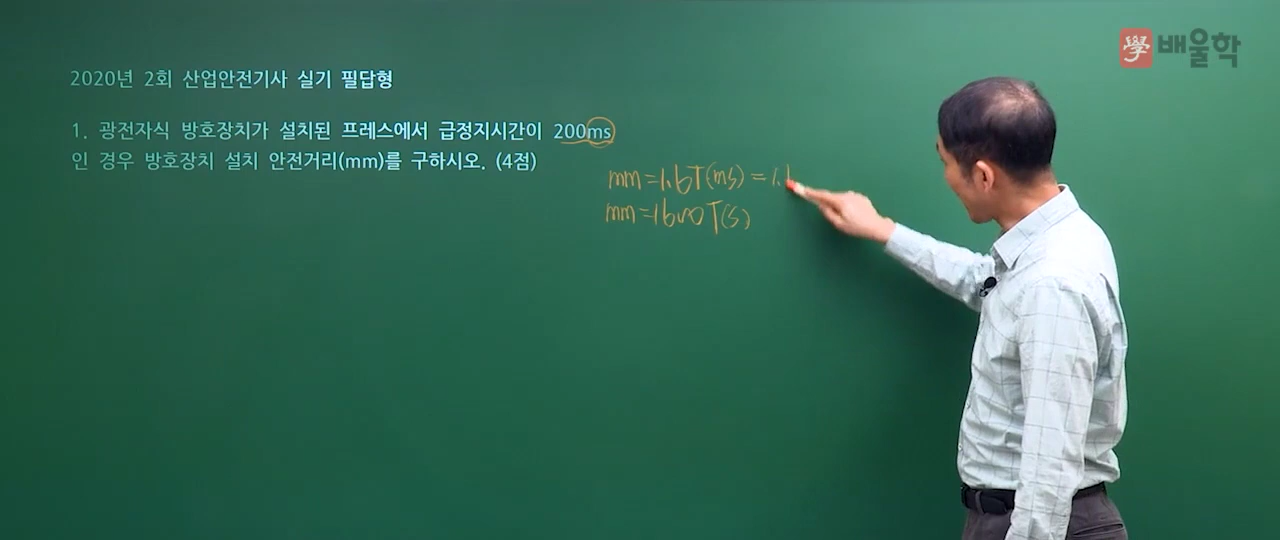 學 배울학
2020년 2회 산업안전기사 실기 필답형
1. 광전자식 방호장치가 설치된 프레스에서 급정지시간이 200ms
인 경우 방호장치 설치 안전거리(mm)를 구하시오. (4점)
mm=1.6T(ms)=1.6
mm=1600T(s)